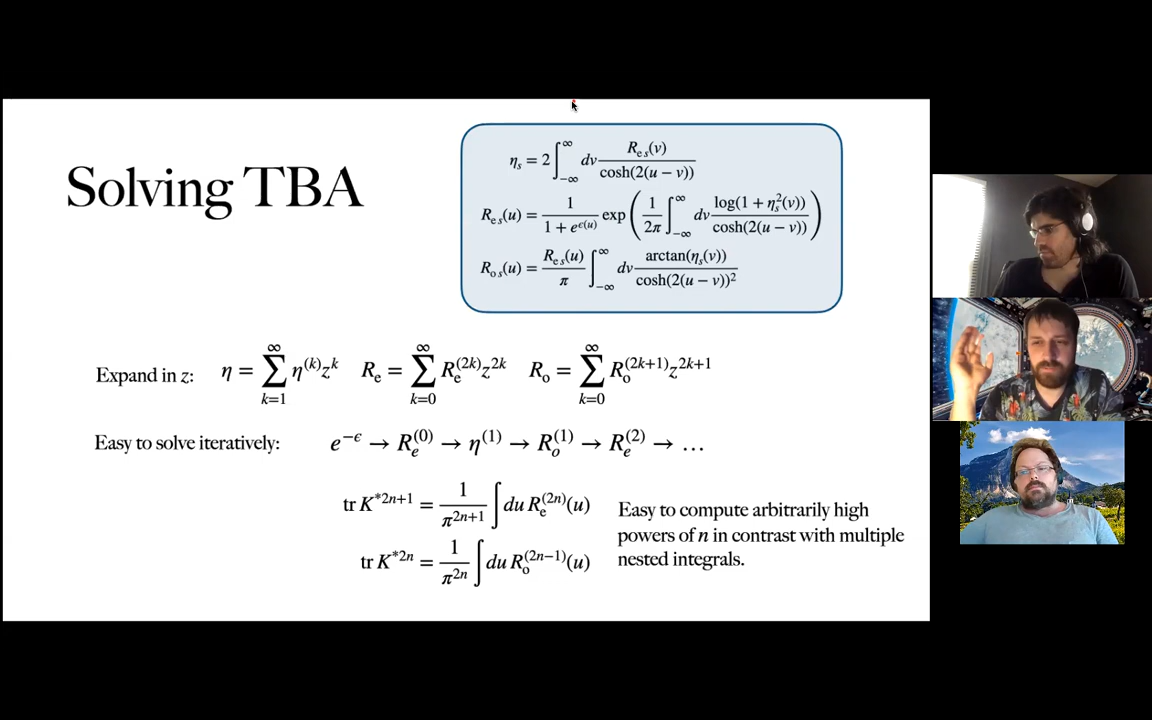 Solving TBA
η_s = 2 ∫_{-∞}^{∞} dv R_{e s}(v) / cosh(2(u − v))
R_{e s}(u) = 1 / (1 + e^{ϵ(u)}) exp( 1/(2π) ∫_{-∞}^{∞} dv log(1 + η_s^2(v)) / cosh(2(u − v)) )
R_{o s}(u) = R_{e s}(u) / π ∫_{-∞}^{∞} dv arctan(η_s(v)) / cosh(2(u − v))^2
Expand in z: η = ∑_{k=1}^{∞} η^{(k)} z^k R_e = ∑_{k=0}^{∞} R_e^{(2k)} z^{2k} R_o = ∑_{k=0}^{∞} R_o^{(2k+1)} z^{2k+1}
Easy to solve iteratively: e^{−ϵ} → R_e^{(0)} → η^{(1)} → R_o^{(1)} → R_e^{(2)} → …
tr K^{*2n+1} = 1/π^{2n+1} ∫ du R_e^{(2n)}(u)
tr K^{*2n} = 1/π^{2n} ∫ du R_o^{(2n−1)}(u)
Easy to compute arbitrarily high
powers of n in contrast with multiple
nested integrals.